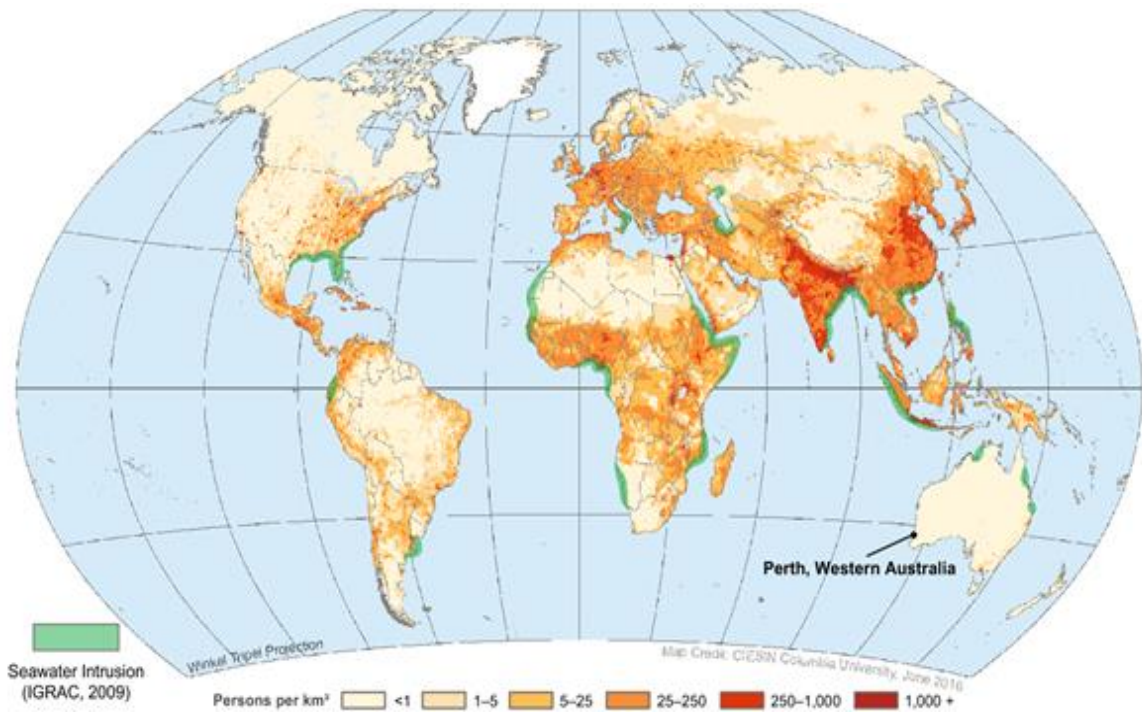 Perth, Western Australia
Winkel Tripel Projection
Map Credit: CIESIN Columbia University, June 2016
Seawater Intrusion
(IGRAC, 2009)
Persons per km² <1 1–5 5–25 25–250 250–1,000 1,000 +